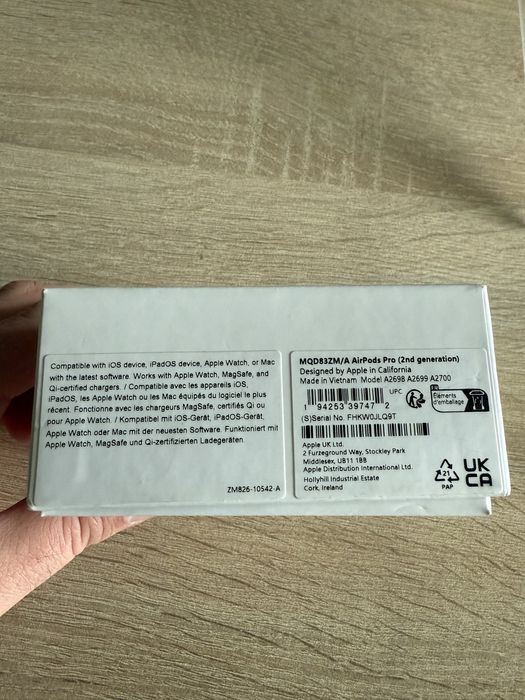 Compatible with iOS device, iPadOS device, Apple Watch, or Mac
with the latest software. Works with Apple Watch, MagSafe, and
Qi-certified chargers. / Compatible avec les appareils iOS,
iPadOS, les Apple Watch ou les Mac équipés du logiciel le plus
récent. Fonctionne avec les chargeurs MagSafe, certifiés Qi ou
pour Apple Watch. / Kompatibel mit iOS-Gerät, iPadOS-Gerät,
Apple Watch oder Mac mit der neuesten Software. Funktioniert mit
Apple Watch, MagSafe und Qi-zertifizierten Ladegeräten.
ZM826-10542-A
MQD83ZM/A AirPods Pro (2nd generation)
Designed by Apple in California
Made in Vietnam Model A2698 A2699 A2700
1 94253 39747 2
UPC
FR
Éléments
d'emballage
(S)Serial No. FHKW0JLQ9T
Apple UK Ltd.
2 Furzeground Way, Stockley Park
Middlesex, UB11 1BB
Apple Distribution International Ltd.
Hollyhill Industrial Estate
Cork, Ireland
21
PAP
UK
CA